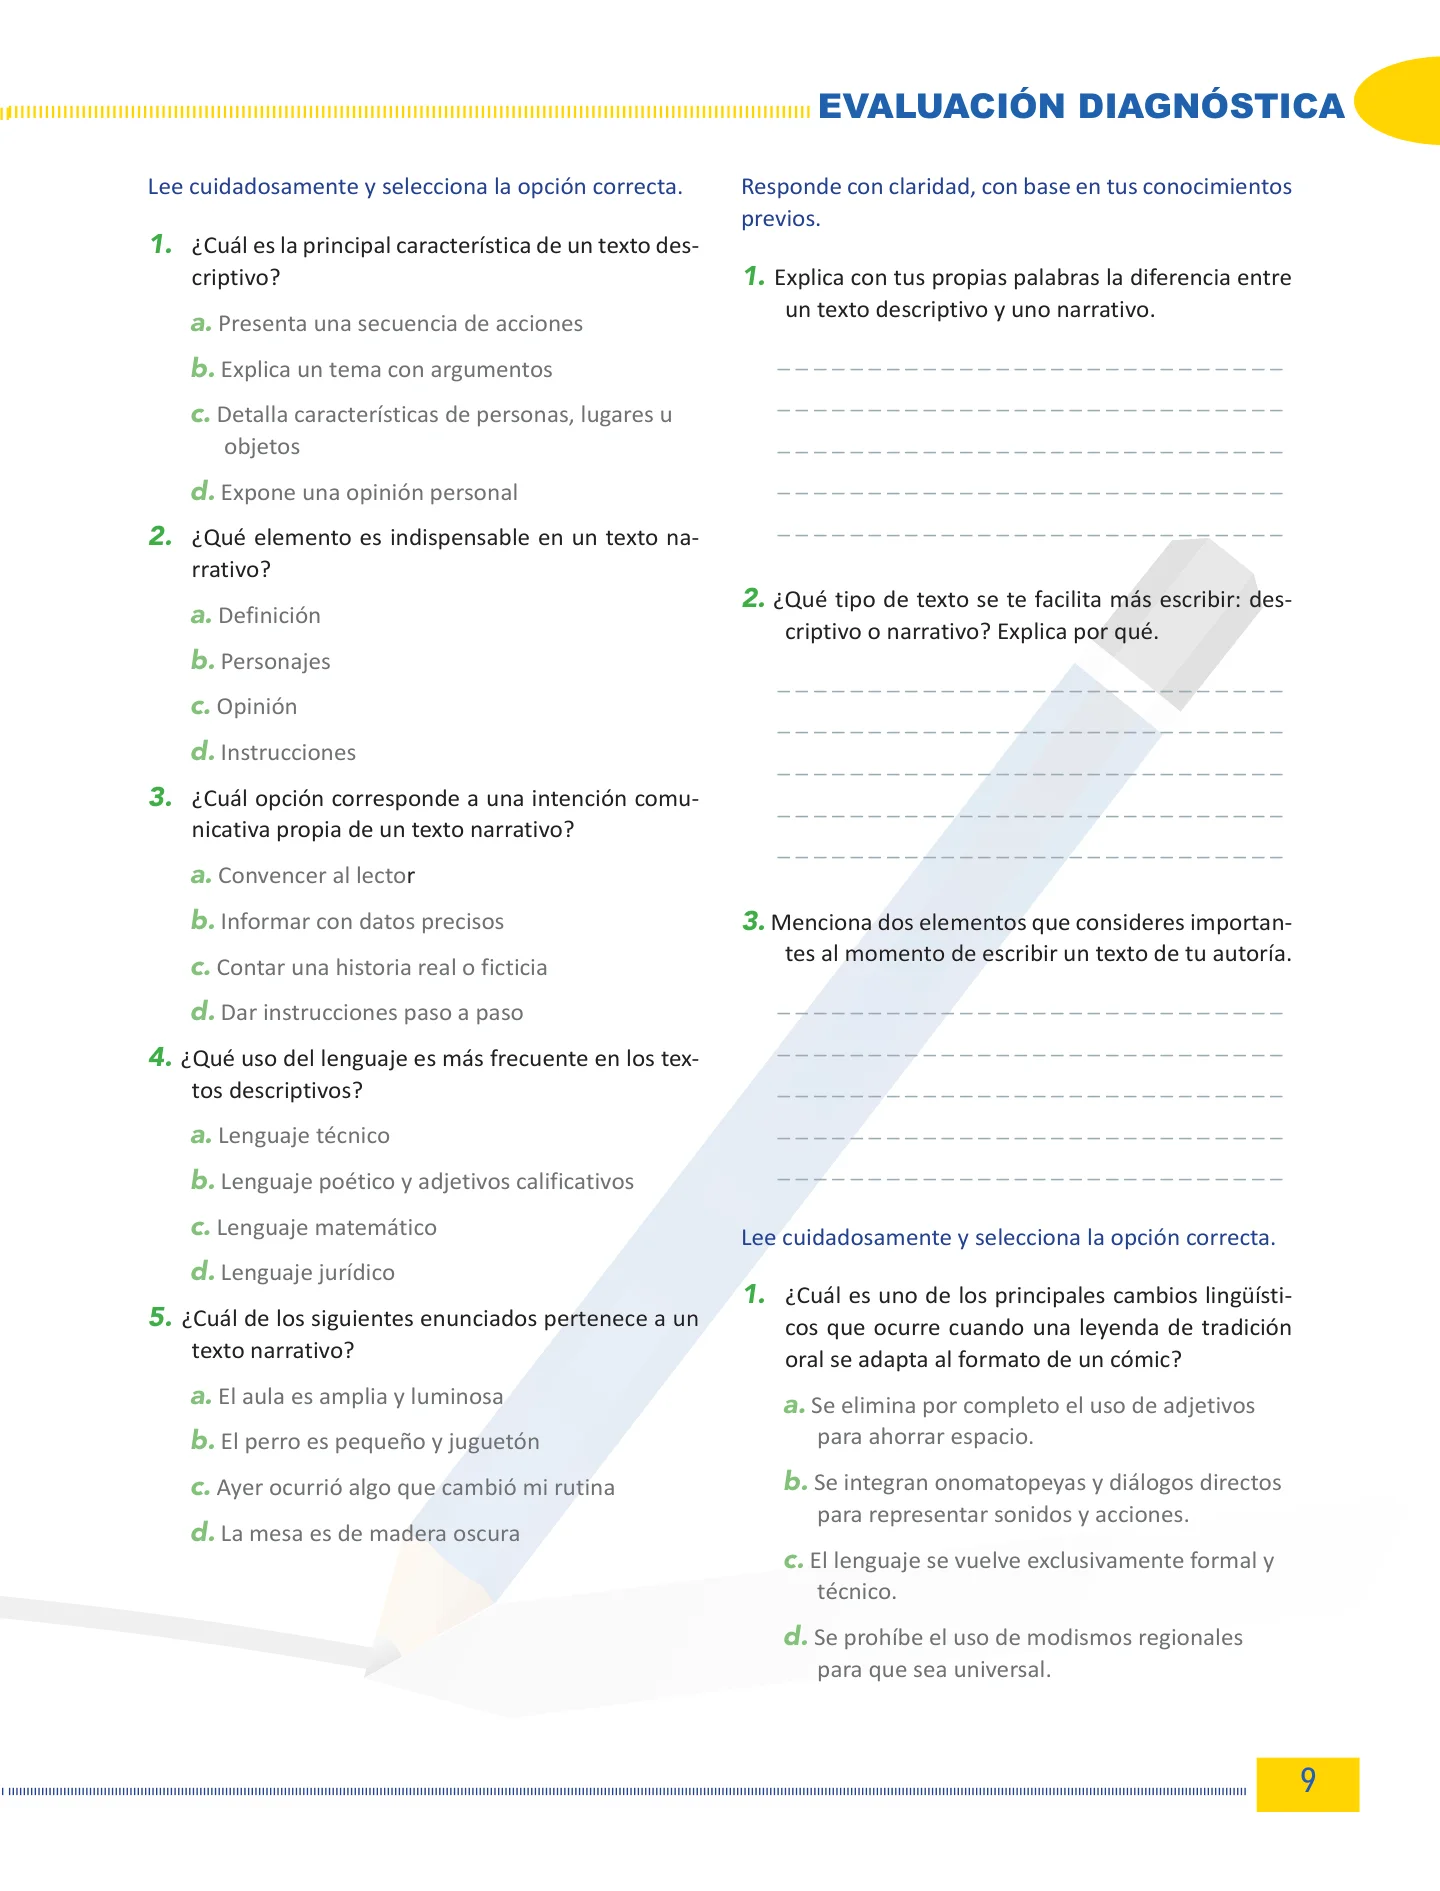 EVALUACIÓN DIAGNÓSTICA
Lee cuidadosamente y selecciona la opción correcta.
1. ¿Cuál es la principal característica de un texto des-
criptivo?
a. Presenta una secuencia de acciones
b. Explica un tema con argumentos
c. Detalla características de personas, lugares u
objetos
d. Expone una opinión personal
2. ¿Qué elemento es indispensable en un texto na-
rrativo?
a. Definición
b. Personajes
c. Opinión
d. Instrucciones
3. ¿Cuál opción corresponde a una intención comu-
nicativa propia de un texto narrativo?
a. Convencer al lector
b. Informar con datos precisos
c. Contar una historia real o ficticia
d. Dar instrucciones paso a paso
4. ¿Qué uso del lenguaje es más frecuente en los tex-
tos descriptivos?
a. Lenguaje técnico
b. Lenguaje poético y adjetivos calificativos
c. Lenguaje matemático
d. Lenguaje jurídico
5. ¿Cuál de los siguientes enunciados pertenece a un
texto narrativo?
a. El aula es amplia y luminosa
b. El perro es pequeño y juguetón
c. Ayer ocurrió algo que cambió mi rutina
d. La mesa es de madera oscura
Responde con claridad, con base en tus conocimientos
previos.
1. Explica con tus propias palabras la diferencia entre
un texto descriptivo y uno narrativo.
2. ¿Qué tipo de texto se te facilita más escribir: des-
criptivo o narrativo? Explica por qué.
3. Menciona dos elementos que consideres importan-
tes al momento de escribir un texto de tu autoría.
Lee cuidadosamente y selecciona la opción correcta.
1. ¿Cuál es uno de los principales cambios lingüísti-
cos que ocurre cuando una leyenda de tradición
oral se adapta al formato de un cómic?
a. Se elimina por completo el uso de adjetivos
para ahorrar espacio.
b. Se integran onomatopeyas y diálogos directos
para representar sonidos y acciones.
c. El lenguaje se vuelve exclusivamente formal y
técnico.
d. Se prohíbe el uso de modismos regionales
para que sea universal.
9